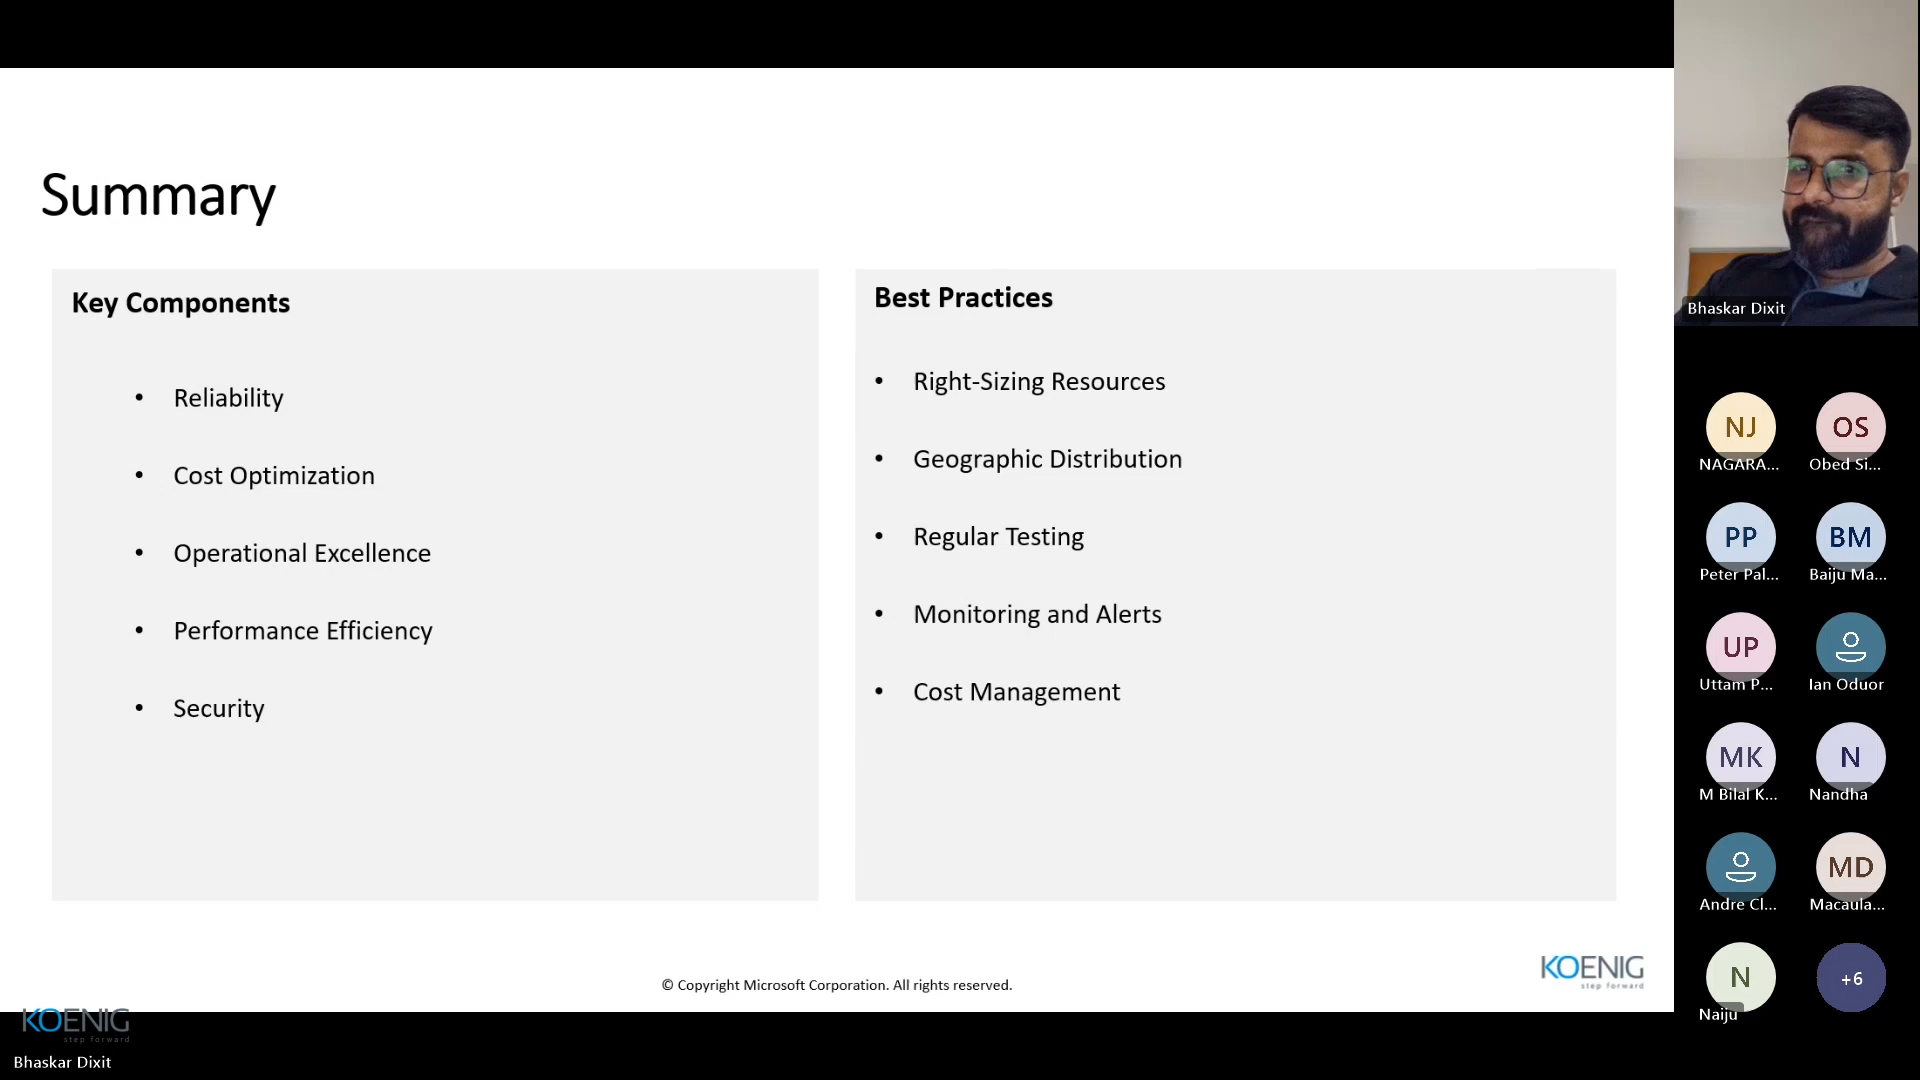 Summary
Key Components
• Reliability
• Cost Optimization
• Operational Excellence
• Performance Efficiency
• Security
Best Practices
• Right-Sizing Resources
• Geographic Distribution
• Regular Testing
• Monitoring and Alerts
• Cost Management
© Copyright Microsoft Corporation. All rights reserved.
KOENIG
step forward
KOENIG
step forward
Bhaskar Dixit
Bhaskar Dixit
NJ
NAGARA...
OS
Obed Si...
PP
Peter Pal...
BM
Baiju Ma...
UP
Uttam P...
Ian Oduor
MK
M Bilal K...
N
Nandha
Andre Cl...
MD
Macaula...
N
Naiju
+6